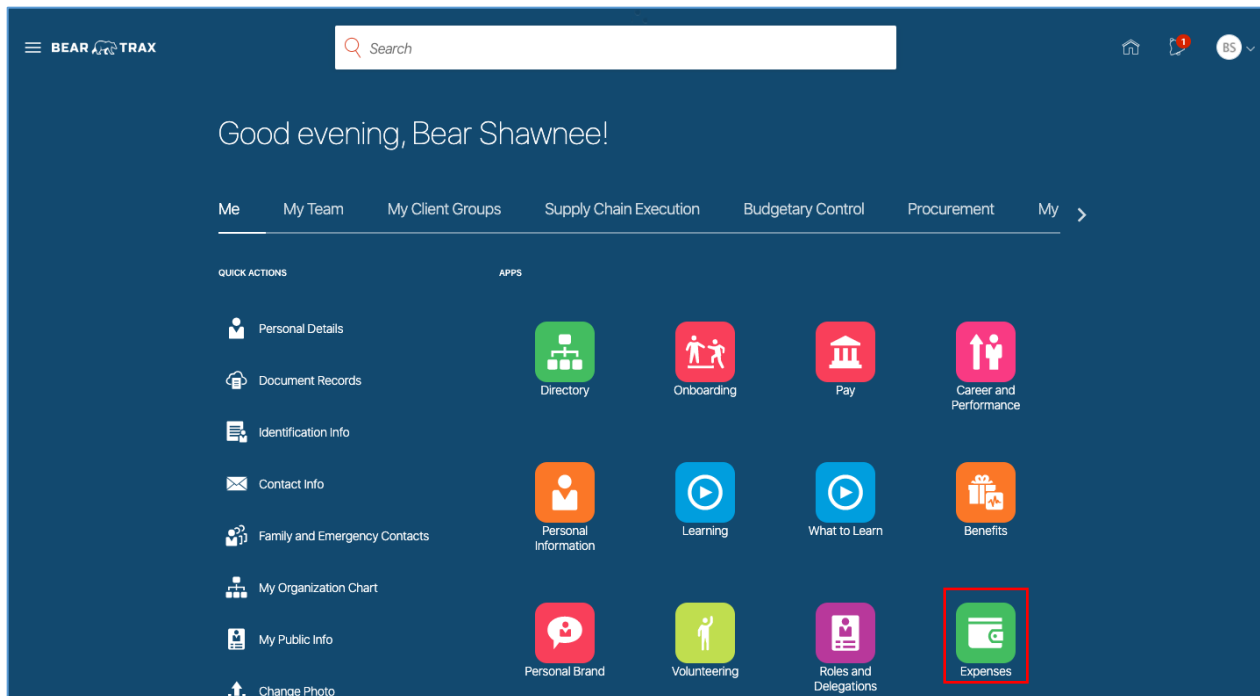 BEAR TRAX
Search
1
BS
Good evening, Bear Shawnee!
Me My Team My Client Groups Supply Chain Execution Budgetary Control Procurement My
QUICK ACTIONS
Personal Details
Document Records
Identification Info
Contact Info
Family and Emergency Contacts
My Organization Chart
My Public Info
Change Photo
APPS
Directory
Onboarding
Pay
Career and
Performance
Personal
Information
Learning
What to Learn
Benefits
Personal Brand
Volunteering
Roles and
Delegations
Expenses